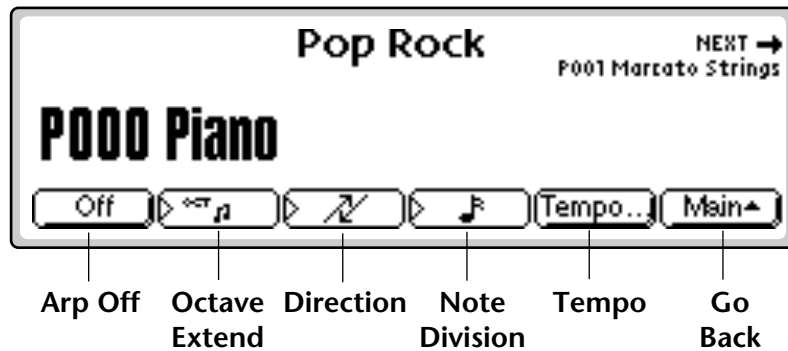 Pop Rock
NEXT →
P001 Marcato Strings
P000 Piano
Off OCT Tempo... Main▲
Arp Off Octave Extend Direction Note Division Tempo Go Back